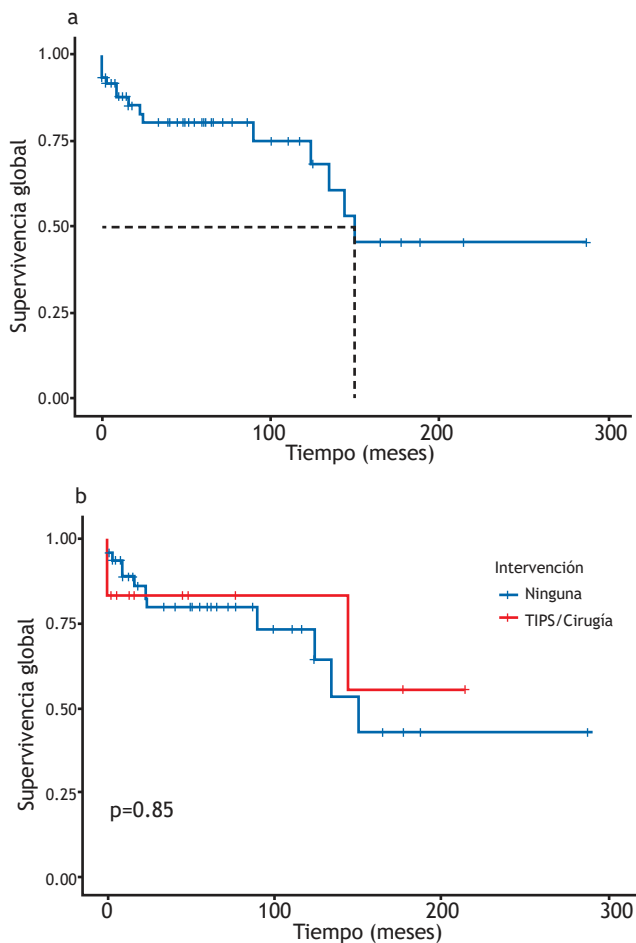 a
1.00
0.75
0.50
0.25
0.00
Supervivencia global
0
100
200
300
Tiempo (meses)
b
1.00
0.75
0.50
0.25
0.00
Supervivencia global
Intervención
Ninguna
TIPS/Cirugía
p=0.85
0
100
200
300
Tiempo (meses)